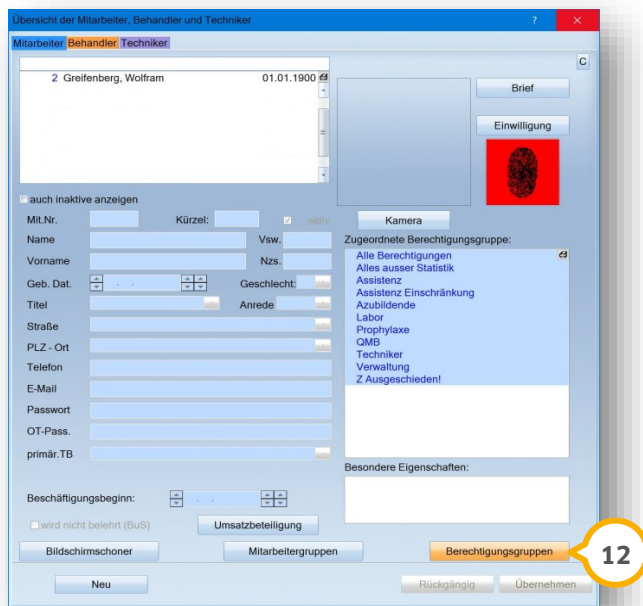 Übersicht der Mitarbeiter, Behandler und Techniker ?
Mitarbeiter Behandler Techniker
C
2 Greifenberg, Wolfram 01.01.1900
Brief
Einwilligung
auch inaktive anzeigen
Mit.Nr. Kürzel: aktiv
Kamera
Name Vsw.
Vorname Nzs.
Geb. Dat. . . Geschlecht:
Titel Anrede
Straße
PLZ - Ort
Telefon
E-Mail
Passwort
OT-Pass.
primär.TB
Zugeordnete Berechtigungsgruppe:
Alle Berechtigungen
Alles ausser Statistik
Assistenz
Assistenz Einschränkung
Azubildende
Labor
Prophylaxe
QMB
Techniker
Verwaltung
Z Ausgeschieden!
Besondere Eigenschaften:
Beschäftigungsbeginn: . .
wird nicht belehrt (BuS) Umsatzbeteiligung
Bildschirmschoner Mitarbeitergruppen Berechtigungsgruppen 12
Neu Rückgängig Übernehmen